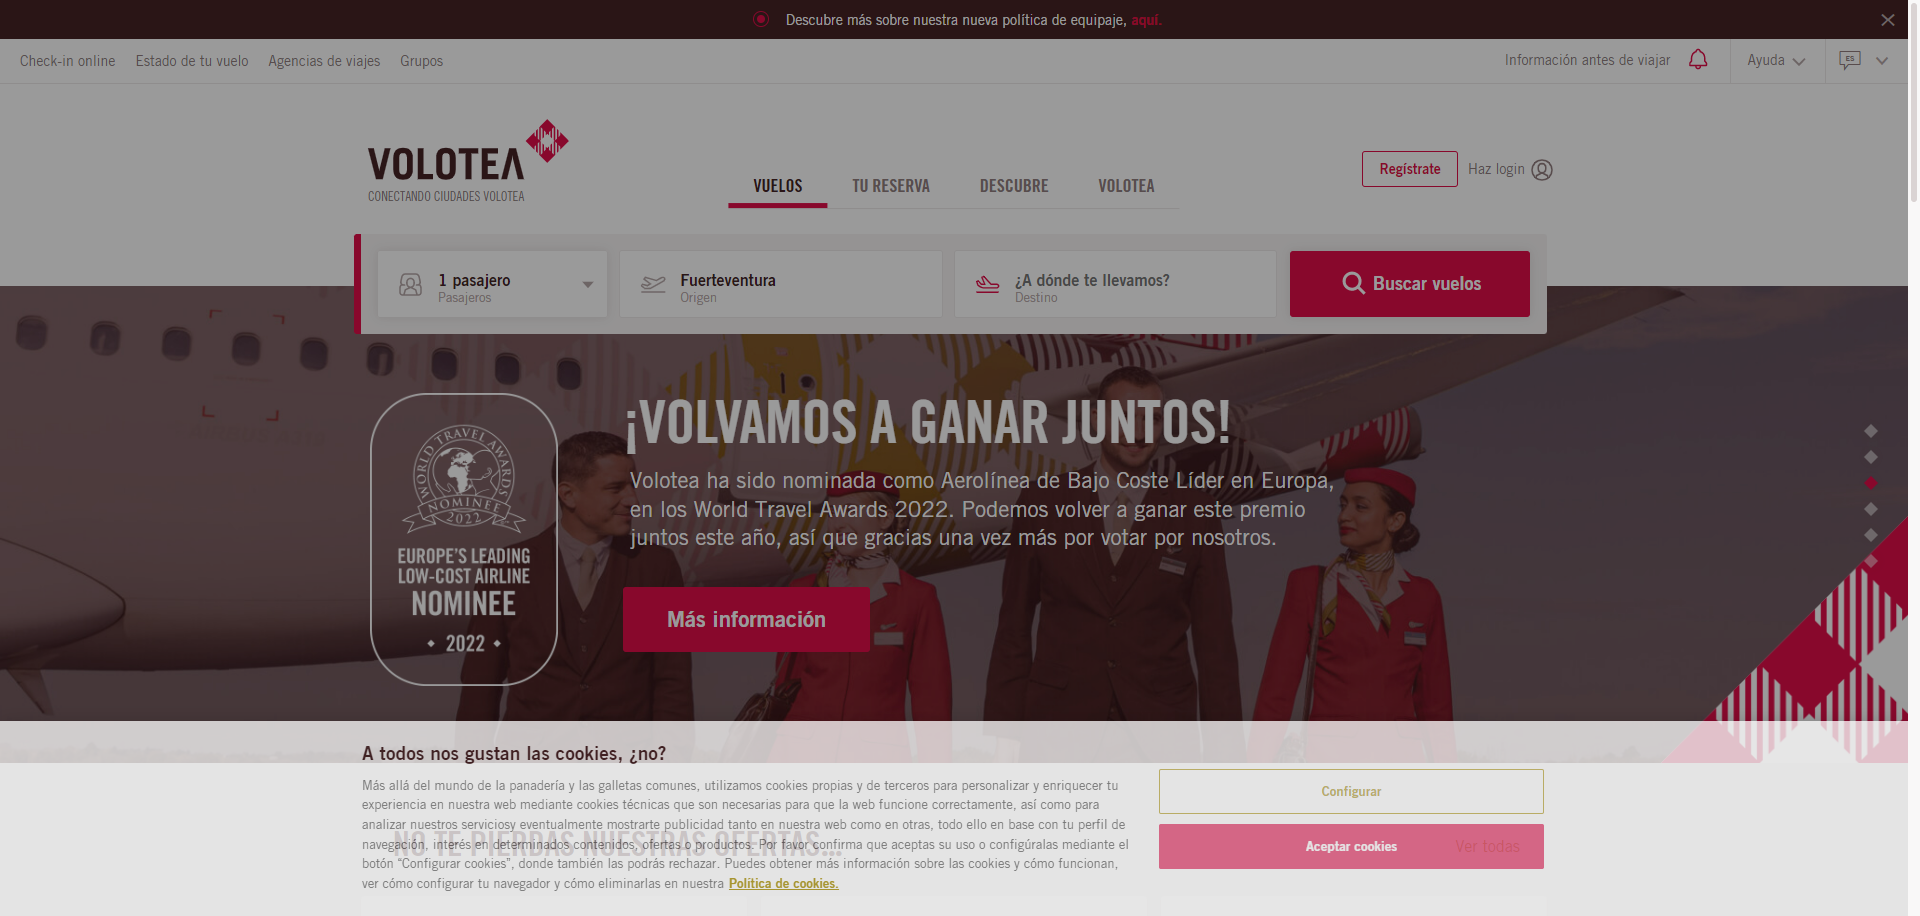 Descubre más sobre nuestra nueva política de equipaje, aquí.
Check-in online Estado de tu vuelo Agencias de viajes Grupos
Información antes de viajar Ayuda ES
VOLOTEA
CONECTANDO CIUDADES VOLOTEA
VUELOS TU RESERVA DESCUBRE VOLOTEA
Regístrate Haz login
1 pasajero
Pasajeros
Fuerteventura
Origen
¿A dónde te llevamos?
Destino
Buscar vuelos
WORLD TRAVEL AWARDS
NOMINEE
2022
EUROPE'S LEADING
LOW-COST AIRLINE
NOMINEE
2022
¡VOLVAMOS A GANAR JUNTOS!
Volotea ha sido nominada como Aerolínea de Bajo Coste Líder en Europa,
en los World Travel Awards 2022. Podemos volver a ganar este premio
juntos este año, así que gracias una vez más por votar por nosotros.
Más información
A todos nos gustan las cookies, ¿no?
Más allá del mundo de la panadería y las galletas comunes, utilizamos cookies propias y de terceros para personalizar y enriquecer tu
experiencia en nuestra web mediante cookies técnicas que son necesarias para que la web funcione correctamente, así como para
analizar nuestros serviciosy eventualmente mostrarte publicidad tanto en nuestra web como en otras, todo ello en base con tu perfil de
navegación, interés en determinados contenidos, ofertas o productos. Por favor confirma que aceptas su uso o configúralas mediante el
botón “Configurar cookies”, donde también las podrás rechazar. Puedes obtener más información sobre las cookies y cómo funcionan,
ver cómo configurar tu navegador y cómo eliminarlas en nuestra Política de cookies.
NO TE PIERDAS NUESTRAS OFERTAS...
Configurar
Aceptar cookies
Ver todas